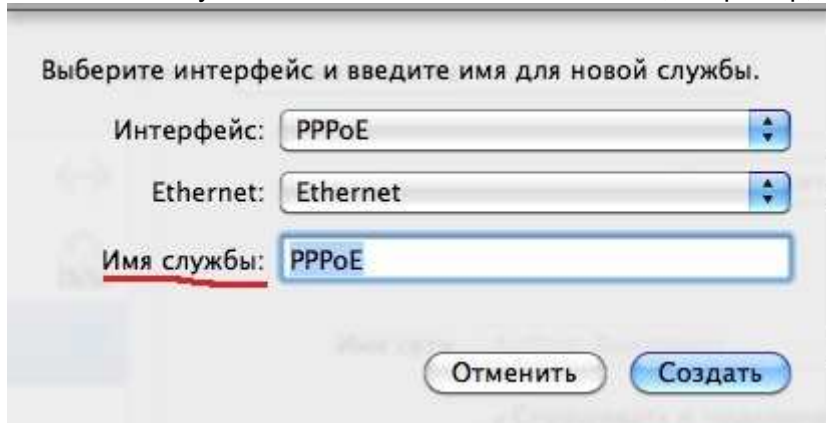 Выберите интерфейс и введите имя для новой службы.
Интерфейс: PPPoE
Ethernet: Ethernet
Имя службы: PPPoE
Отменить Создать